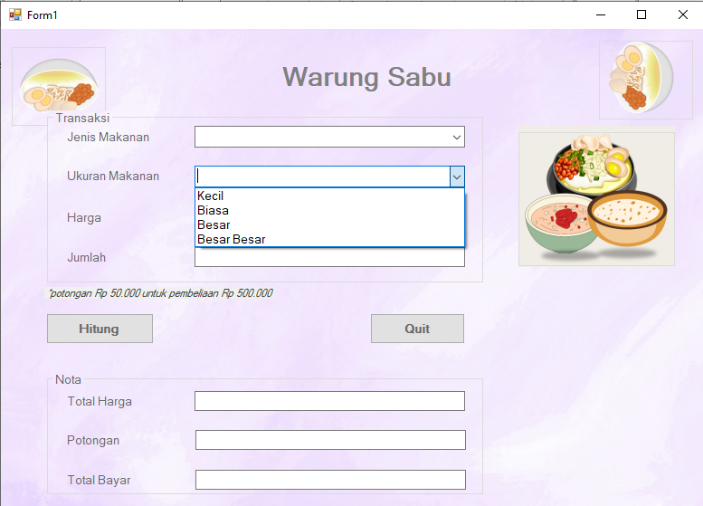 Form1
Warung Sabu
Transaksi
Jenis Makanan
Ukuran Makanan
Kecil
Biasa
Besar
Besar Besar
Harga
Jumlah
*potongan Rp 50.000 untuk pembeliaan Rp 500.000
Hitung
Quit
Nota
Total Harga
Potongan
Total Bayar